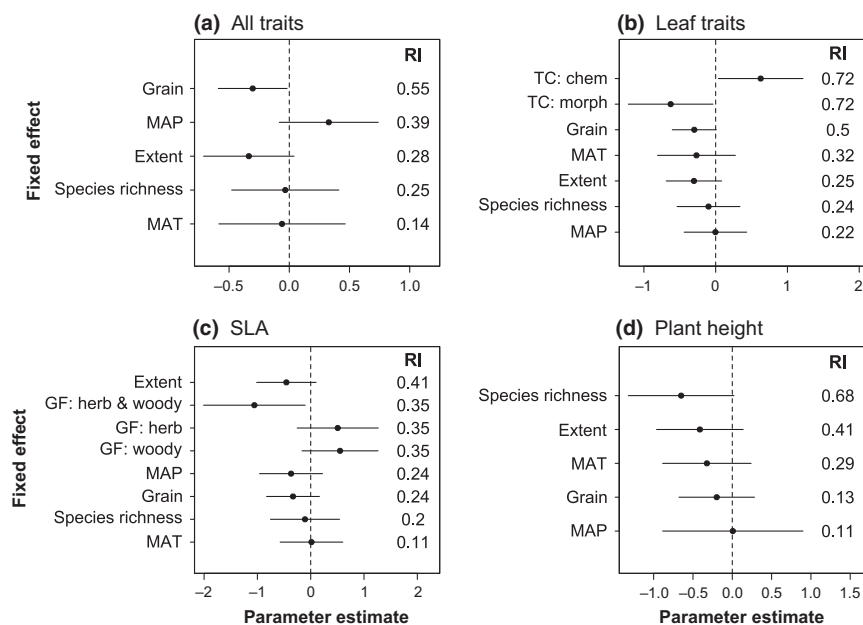 (a) All traits
RI
Grain 0.55
MAP 0.39
Extent 0.28
Species richness 0.25
MAT 0.14
Fixed effect
–0.5 0.0 0.5 1.0
(b) Leaf traits
RI
TC: chem 0.72
TC: morph 0.72
Grain 0.5
MAT 0.32
Extent 0.25
Species richness 0.24
MAP 0.22
–1 0 1 2
(c) SLA
RI
Extent 0.41
GF: herb & woody 0.35
GF: herb 0.35
GF: woody 0.35
MAP 0.24
Grain 0.24
Species richness 0.2
MAT 0.11
Fixed effect
–2 –1 0 1 2
Parameter estimate
(d) Plant height
RI
Species richness 0.68
Extent 0.41
MAT 0.29
Grain 0.13
MAP 0.11
–1.0 –0.5 0.0 0.5 1.0 1.5
Parameter estimate